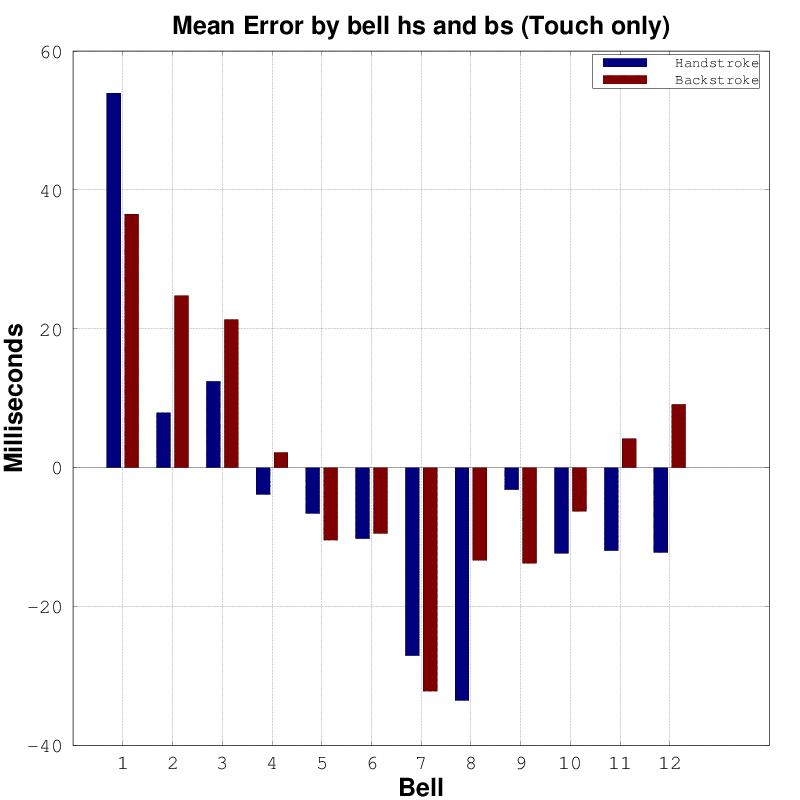 Mean Error by bell hs and bs (Touch only)
Handstroke
Backstroke
Milliseconds
60
40
20
0
-20
-40
1 2 3 4 5 6 7 8 9 10 11 12
Bell